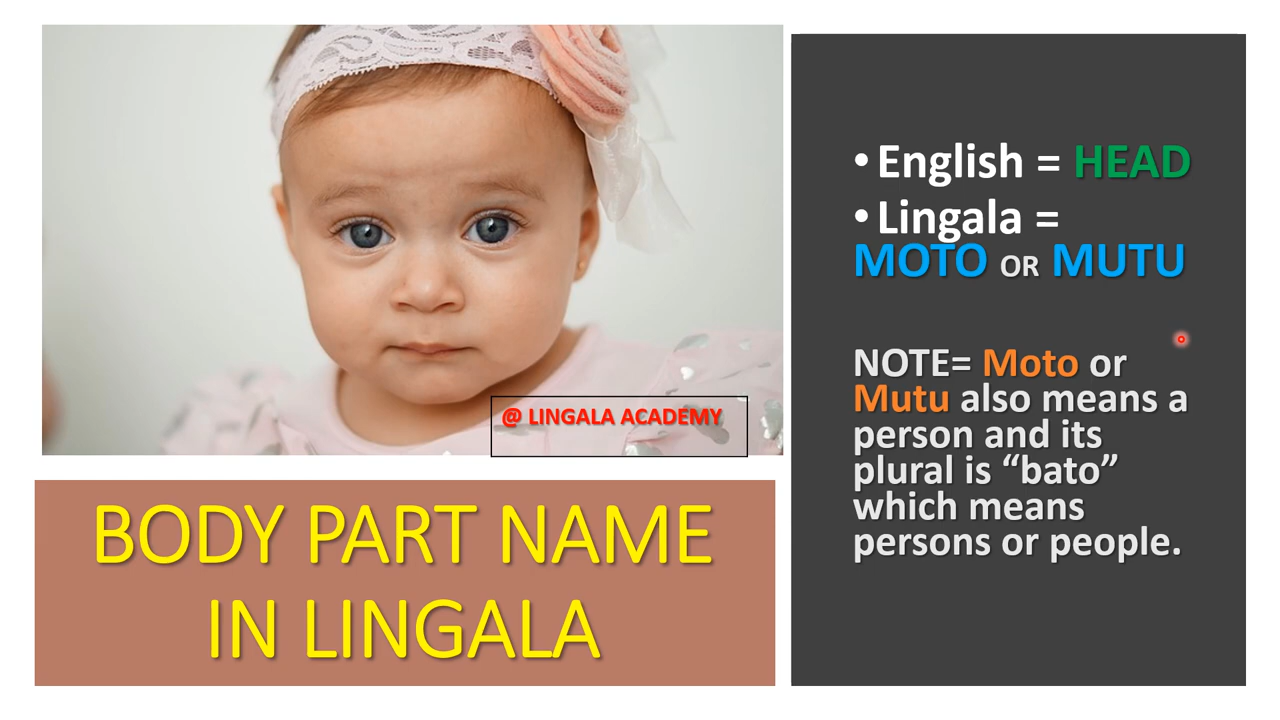 @ LINGALA ACADEMY
BODY PART NAME
IN LINGALA
• English = HEAD
• Lingala =
MOTO OR MUTU
NOTE= Moto or
Mutu also means a
person and its
plural is “bato”
which means
persons or people.